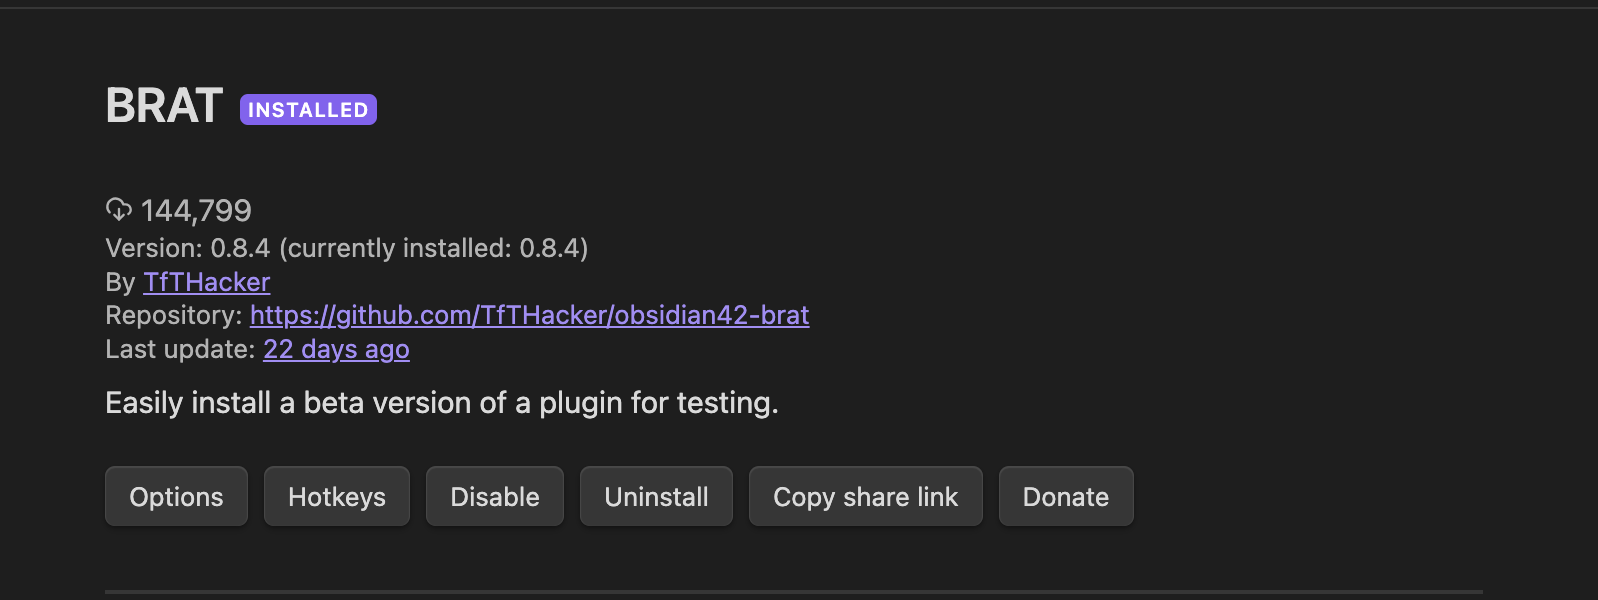 BRAT INSTALLED
144,799
Version: 0.8.4 (currently installed: 0.8.4)
By TfTHacker
Repository: https://github.com/TfTHacker/obsidian42-brat
Last update: 22 days ago
Easily install a beta version of a plugin for testing.
Options Hotkeys Disable Uninstall Copy share link Donate